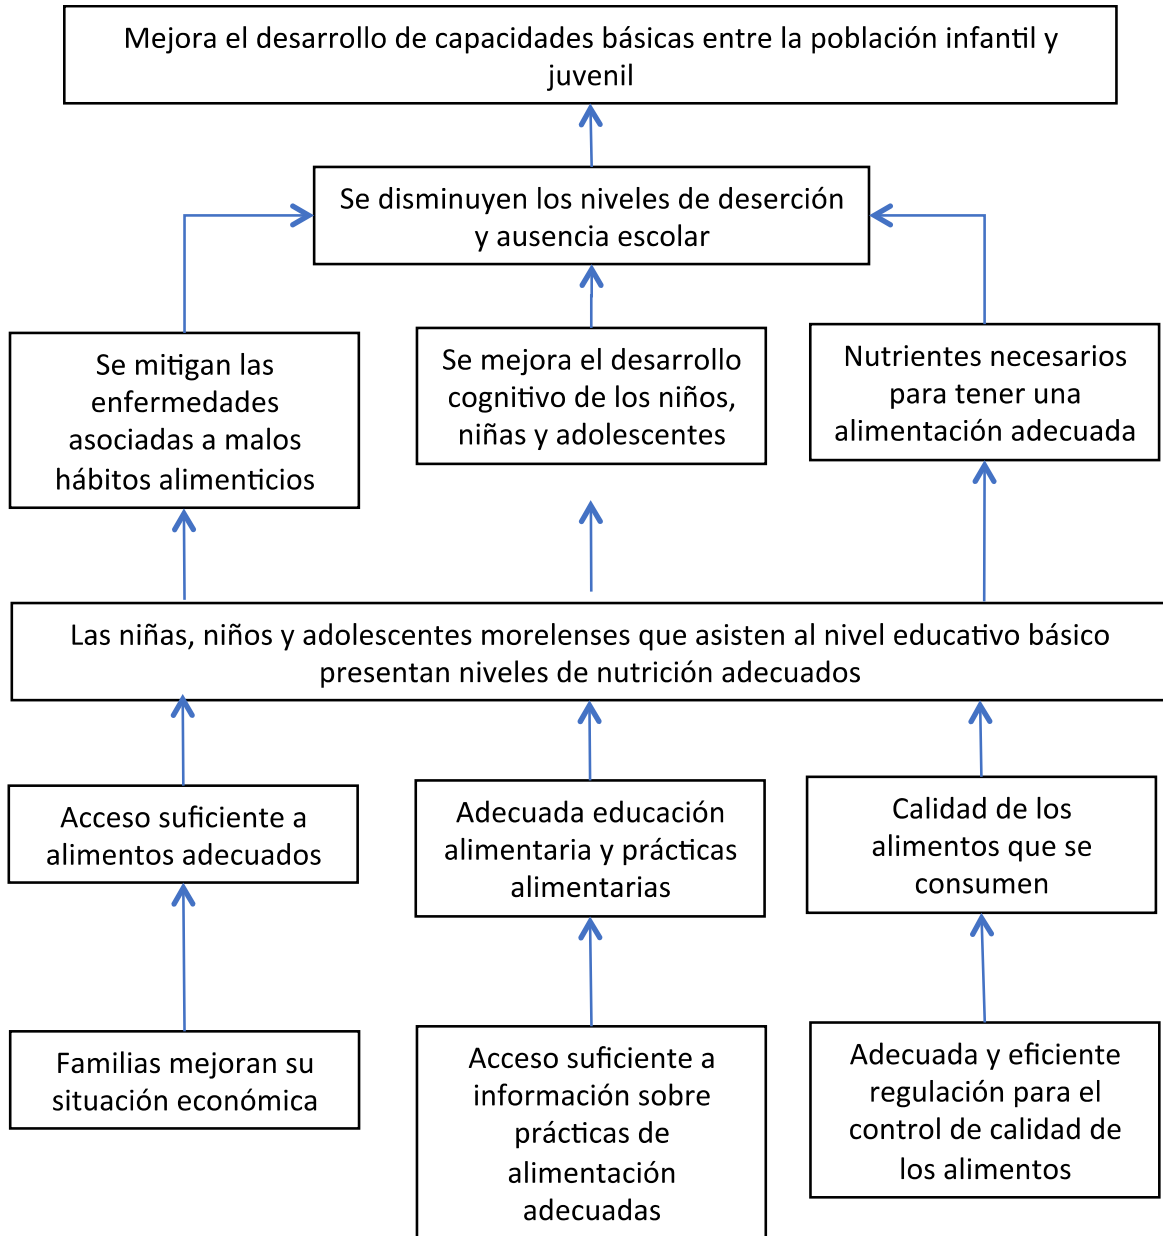 Mejora el desarrollo de capacidades básicas entre la población infantil y
juvenil
Se disminuyen los niveles de deserción
y ausencia escolar
Se mitigan las
enfermedades
asociadas a malos
hábitos alimenticios
Se mejora el desarrollo
cognitivo de los niños,
niñas y adolescentes
Nutrientes necesarios
para tener una
alimentación adecuada
Las niñas, niños y adolescentes morelenses que asisten al nivel educativo básico
presentan niveles de nutrición adecuados
Acceso suficiente a
alimentos adecuados
Adecuada educación
alimentaria y prácticas
alimentarias
Calidad de los
alimentos que se
consumen
Familias mejoran su
situación económica
Acceso suficiente a
información sobre
prácticas de
alimentación
adecuadas
Adecuada y eficiente
regulación para el
control de calidad de
los alimentos